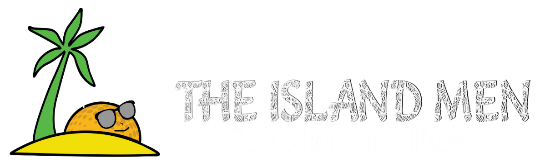 THE ISLAND MEN